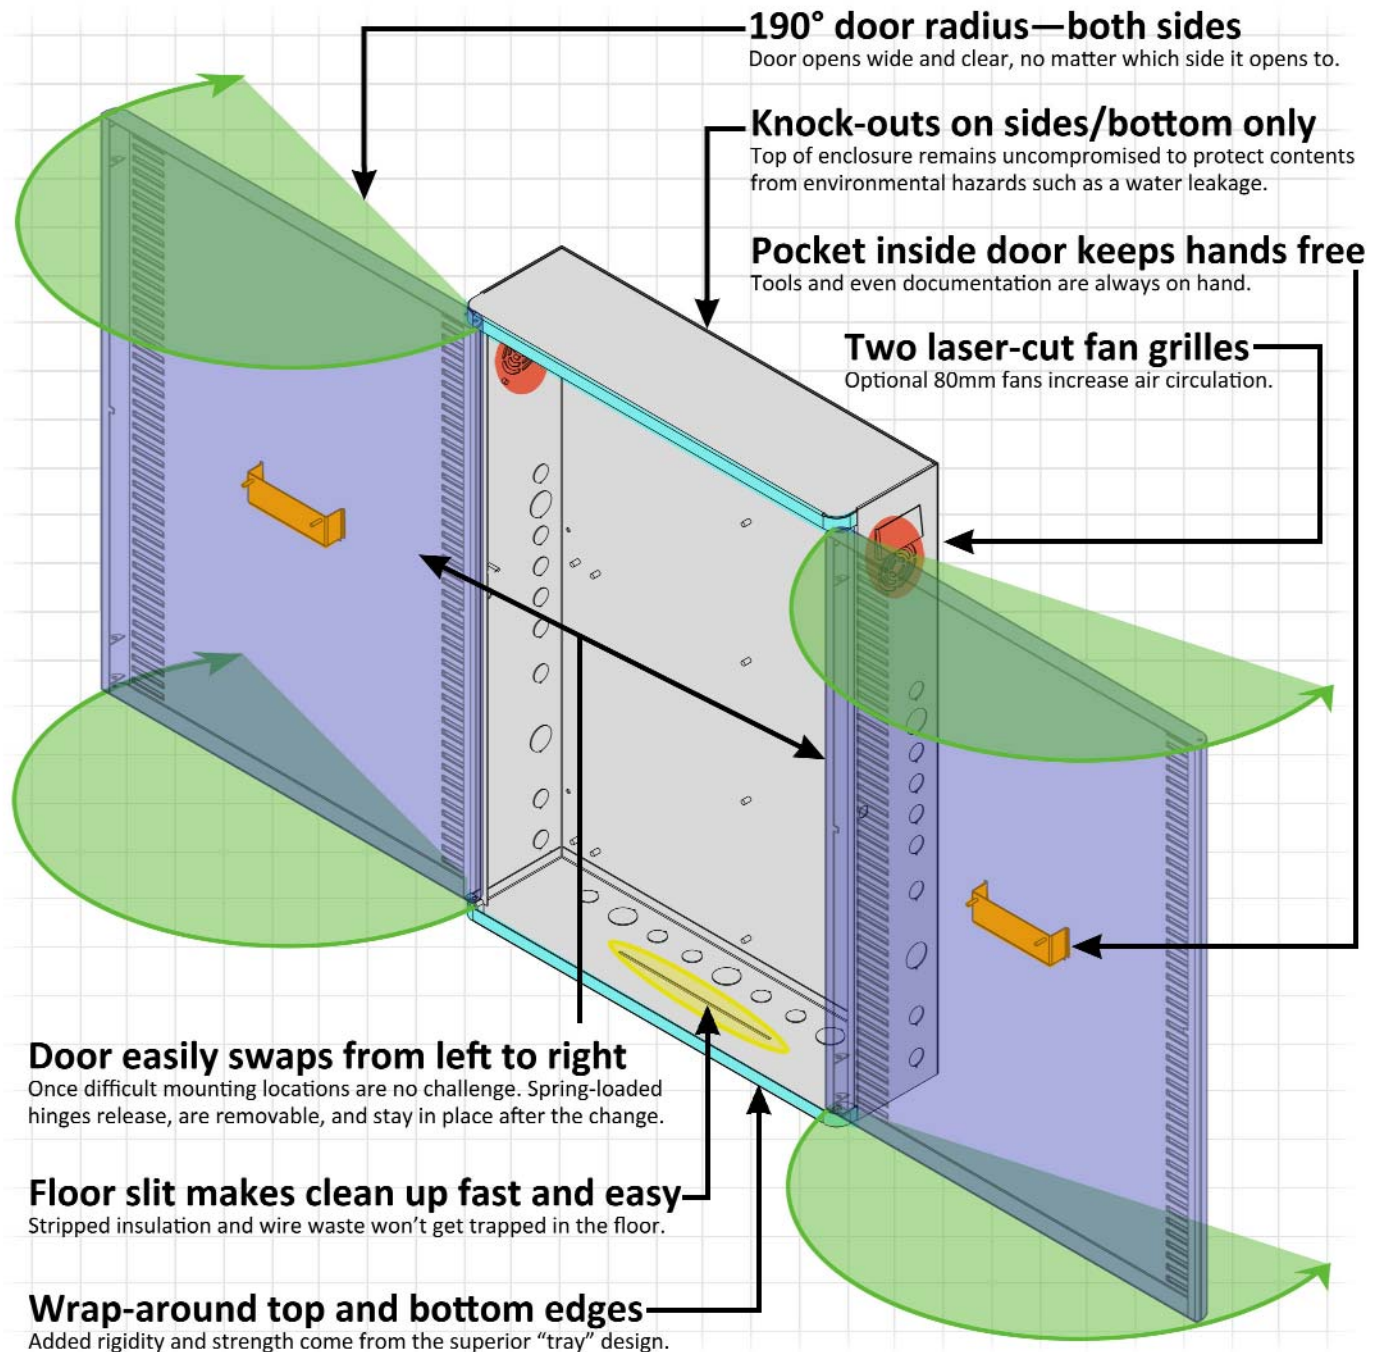 190° door radius—both sides
Door opens wide and clear, no matter which side it opens to.
Knock-outs on sides/bottom only
Top of enclosure remains uncompromised to protect contents
from environmental hazards such as a water leakage.
Pocket inside door keeps hands free
Tools and even documentation are always on hand.
Two laser-cut fan grilles
Optional 80mm fans increase air circulation.
Door easily swaps from left to right
Once difficult mounting locations are no challenge. Spring-loaded
hinges release, are removable, and stay in place after the change.
Floor slit makes clean up fast and easy
Stripped insulation and wire waste won’t get trapped in the floor.
Wrap-around top and bottom edges
Added rigidity and strength come from the superior “tray” design.